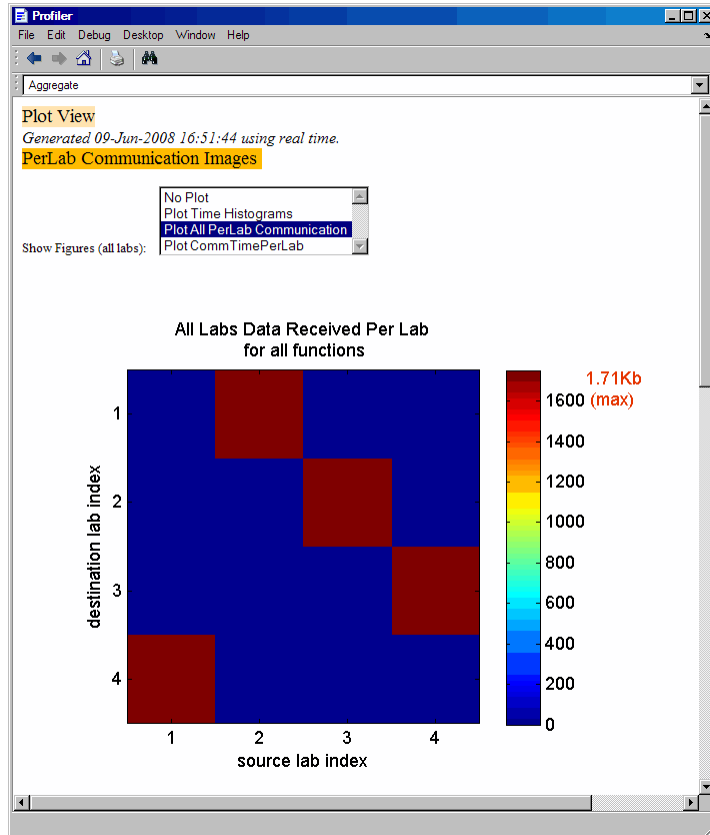 Profiler
File Edit Debug Desktop Window Help
Aggregate
Plot View
Generated 09-Jun-2008 16:51:44 using real time.
PerLab Communication Images
No Plot
Plot Time Histograms
Plot All PerLab Communication
Show Figures (all labs): Plot CommTimePerLab
All Labs Data Received Per Lab
for all functions
1.71Kb
(max)
1600
1400
1200
1000
800
600
400
200
0
destination lab index
1
2
3
4
1 2 3 4
source lab index